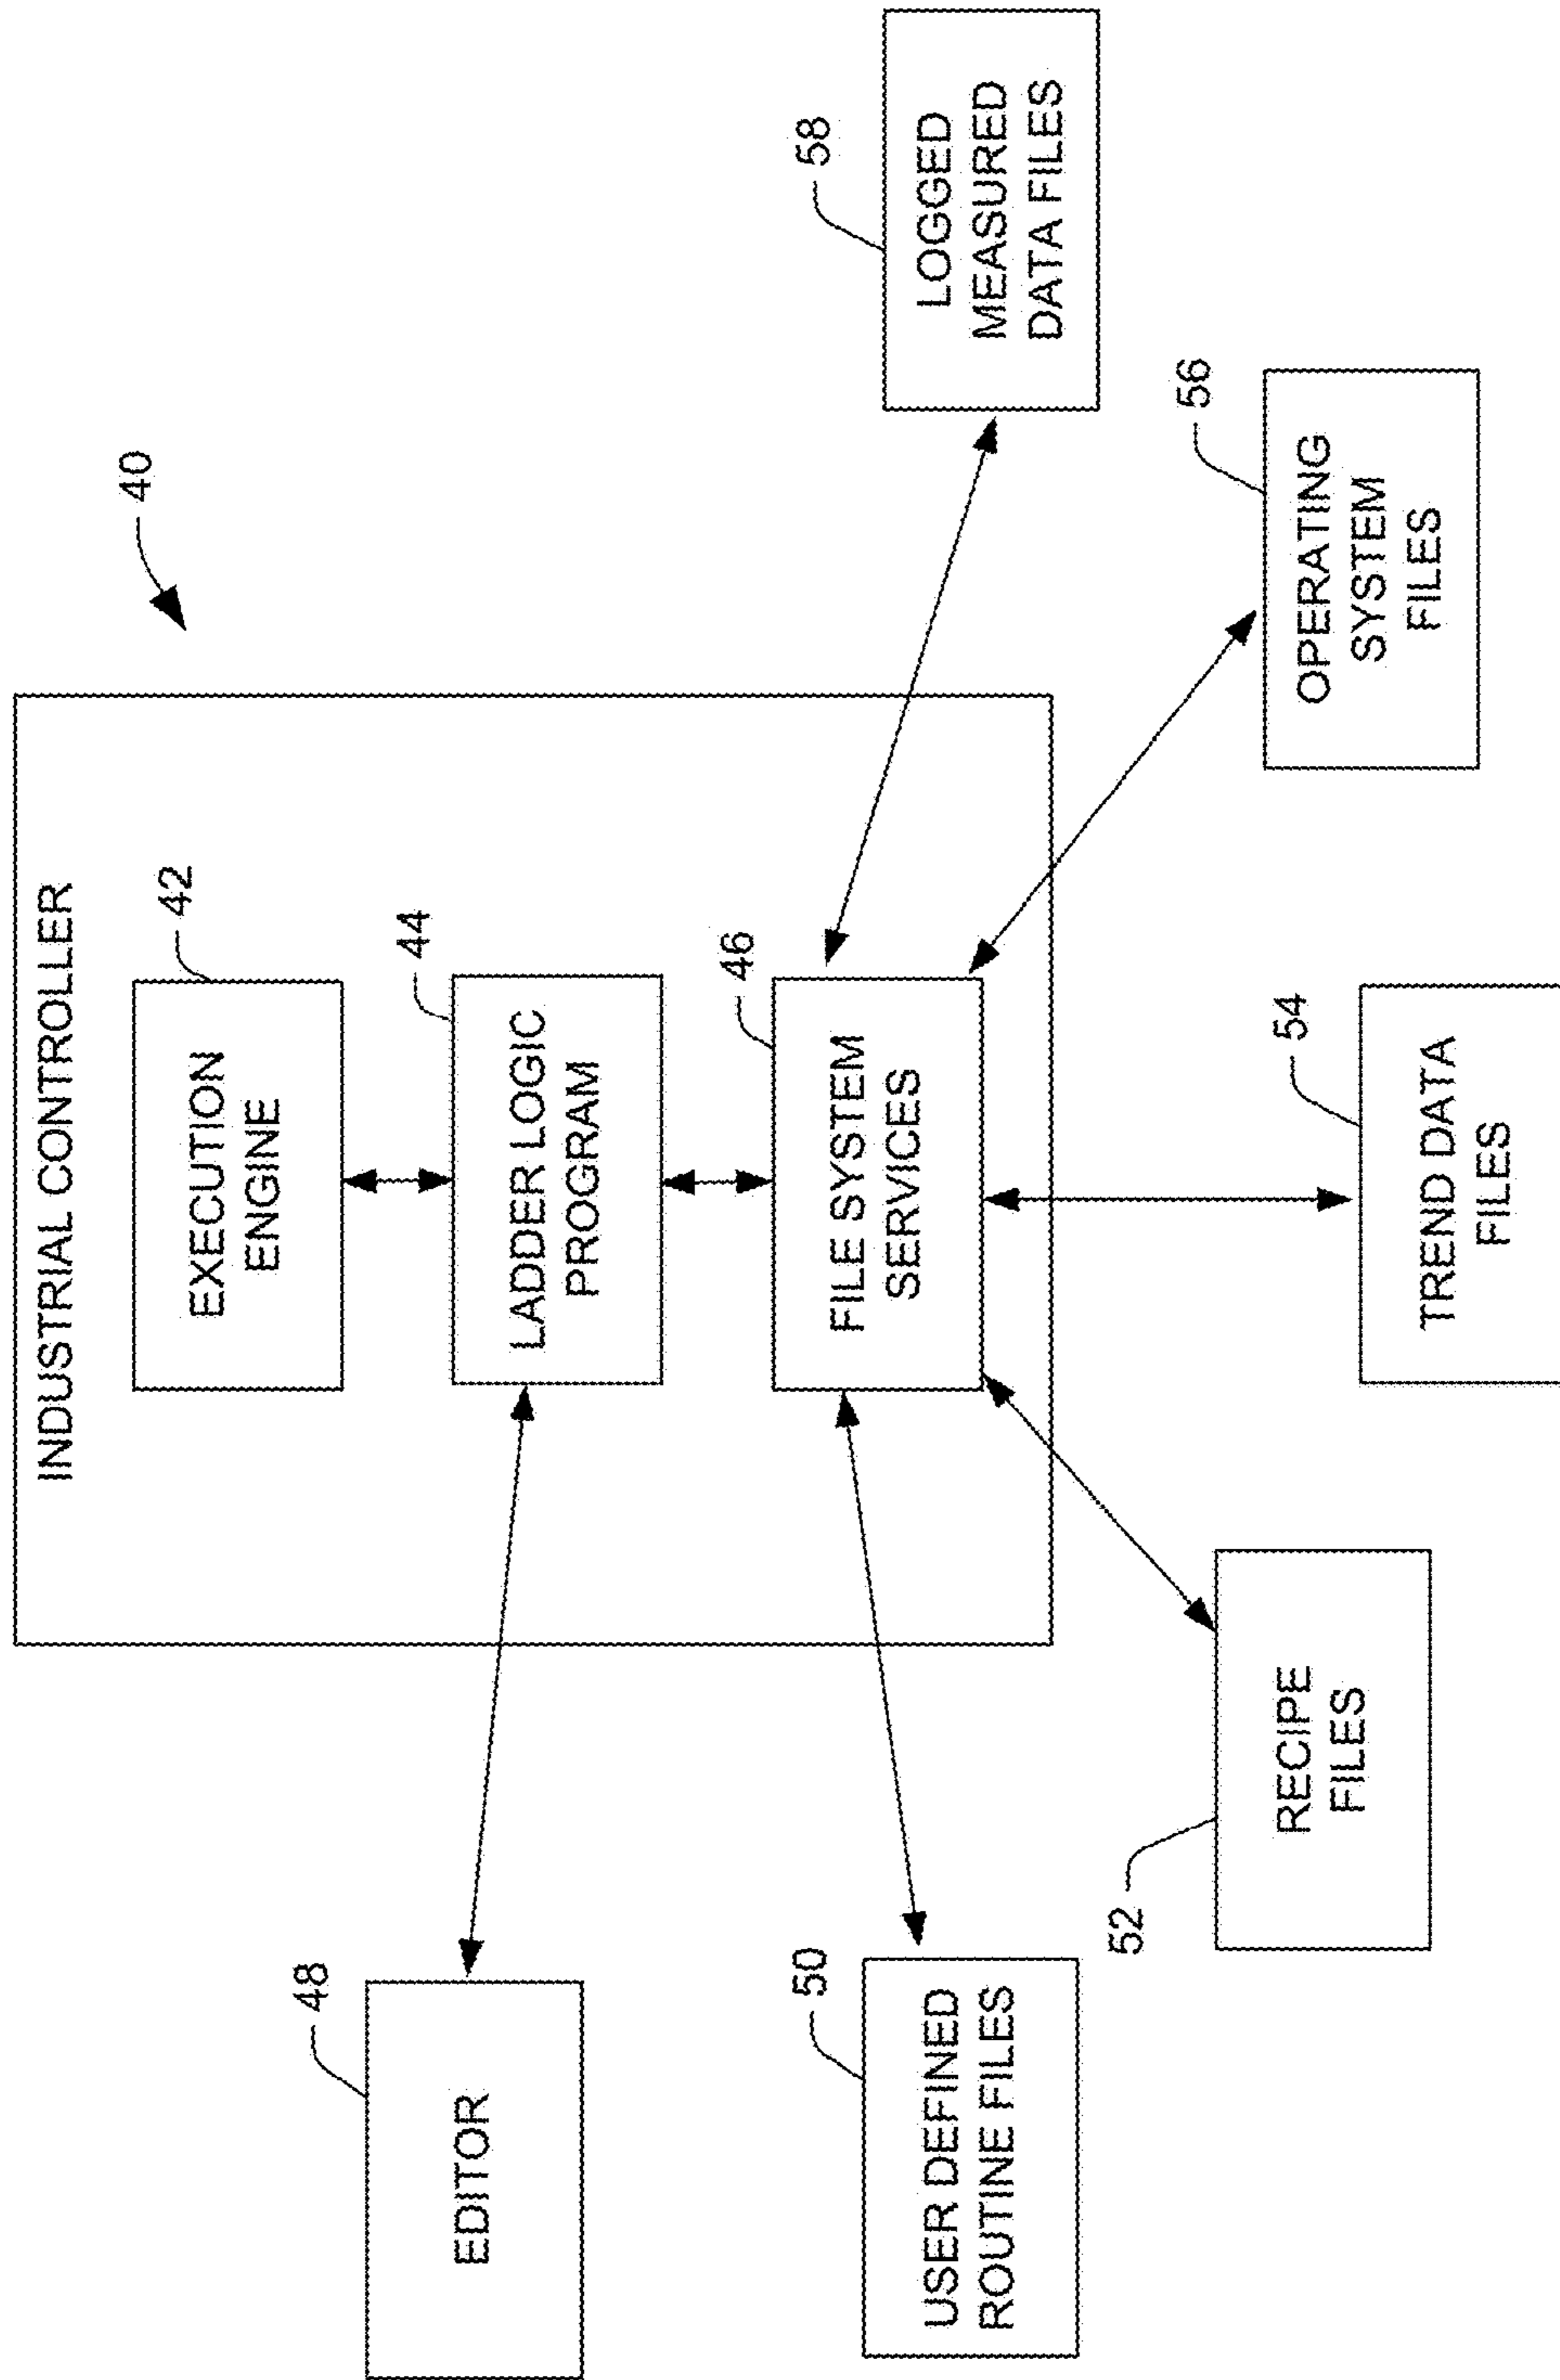 40
INDUSTRIAL CONTROLLER
42
EXECUTION
ENGINE
48
EDITOR
44
LADDER LOGIC
PROGRAM
46
FILE SYSTEM
SERVICES
50
USER DEFINED
ROUTINE FILES
58
LOGGED
MEASURED
DATA FILES
52
RECIPE
FILES
54
TREND DATA
FILES
56
OPERATING
SYSTEM
FILES